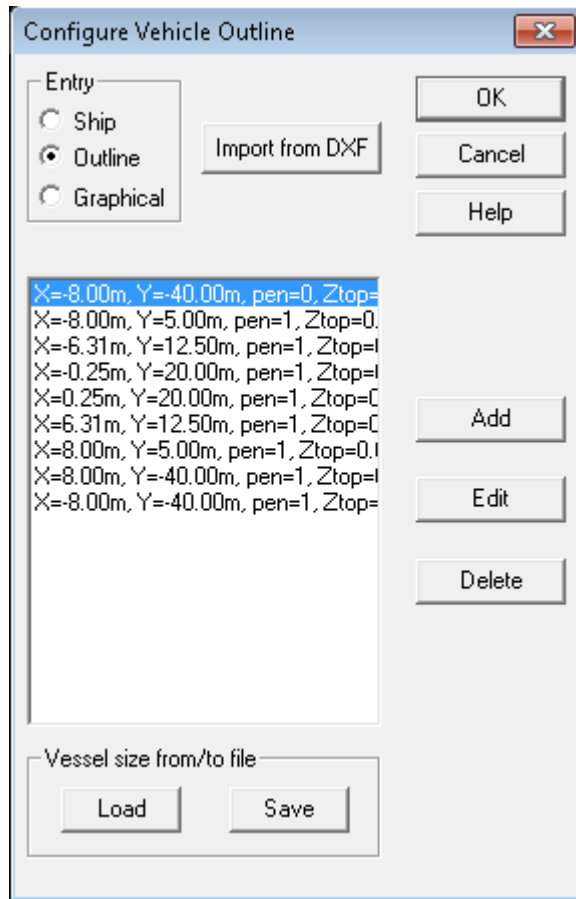 Configure Vehicle Outline
Entry
Ship
Outline
Graphical
Import from DXF
OK
Cancel
Help
X=-8.00m, Y=-40.00m, pen=0, Ztop=
X=-8.00m, Y=5.00m, pen=1, Ztop=0.
X=-6.31m, Y=12.50m, pen=1, Ztop=
X=-0.25m, Y=20.00m, pen=1, Ztop=
X=0.25m, Y=20.00m, pen=1, Ztop=0
X=6.31m, Y=12.50m, pen=1, Ztop=0
X=8.00m, Y=5.00m, pen=1, Ztop=0.
X=8.00m, Y=-40.00m, pen=1, Ztop=
X=-8.00m, Y=-40.00m, pen=1, Ztop=
Add
Edit
Delete
Vessel size from/to file
Load
Save